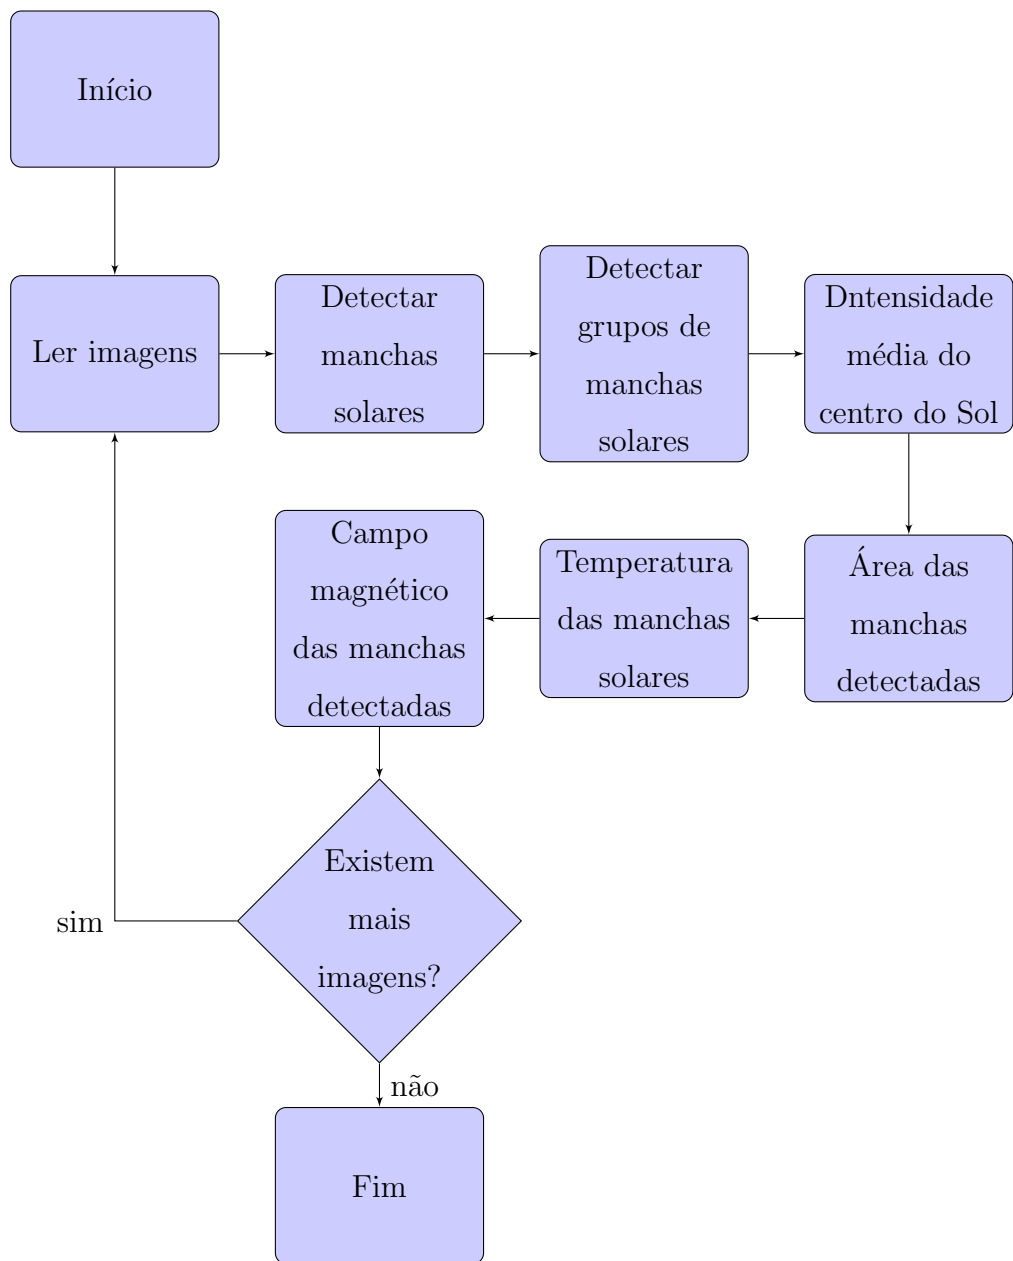 Início
Ler imagens
Detectar
manchas
solares
Detectar
grupos de
manchas
solares
Dntensidade
média do
centro do Sol
Área das
manchas
detectadas
Temperatura
das manchas
solares
Campo
magnético
das manchas
detectadas
Existem
mais
imagens?
sim
não
Fim